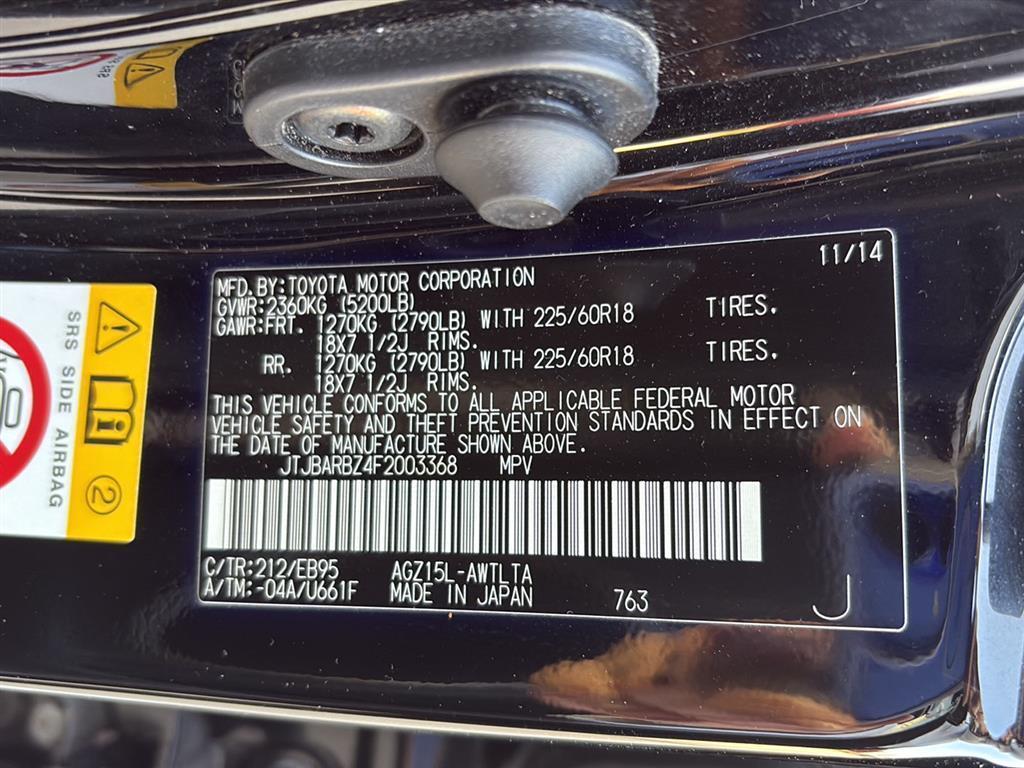 MFD. BY: TOYOTA MOTOR CORPORATION 11/14
GVWR: 2360KG (5200LB)
GAWR: FRT. 1270KG (2790LB) WITH 225/60R18 TIRES.
18X7 1/2J RIMS.
RR. 1270KG (2790LB) WITH 225/60R18 TIRES.
18X7 1/2J RIMS.
THIS VEHICLE CONFORMS TO ALL APPLICABLE FEDERAL MOTOR
VEHICLE SAFETY AND THEFT PREVENTION STANDARDS IN EFFECT ON
THE DATE OF MANUFACTURE SHOWN ABOVE.
JTJBARBZ4F2003368 MPV
C/TR: 212/EB95 AGZ15L-AWTLTA
A/TM: -04A/U661F MADE IN JAPAN 763 J
SRS SIDE AIRBAG
2